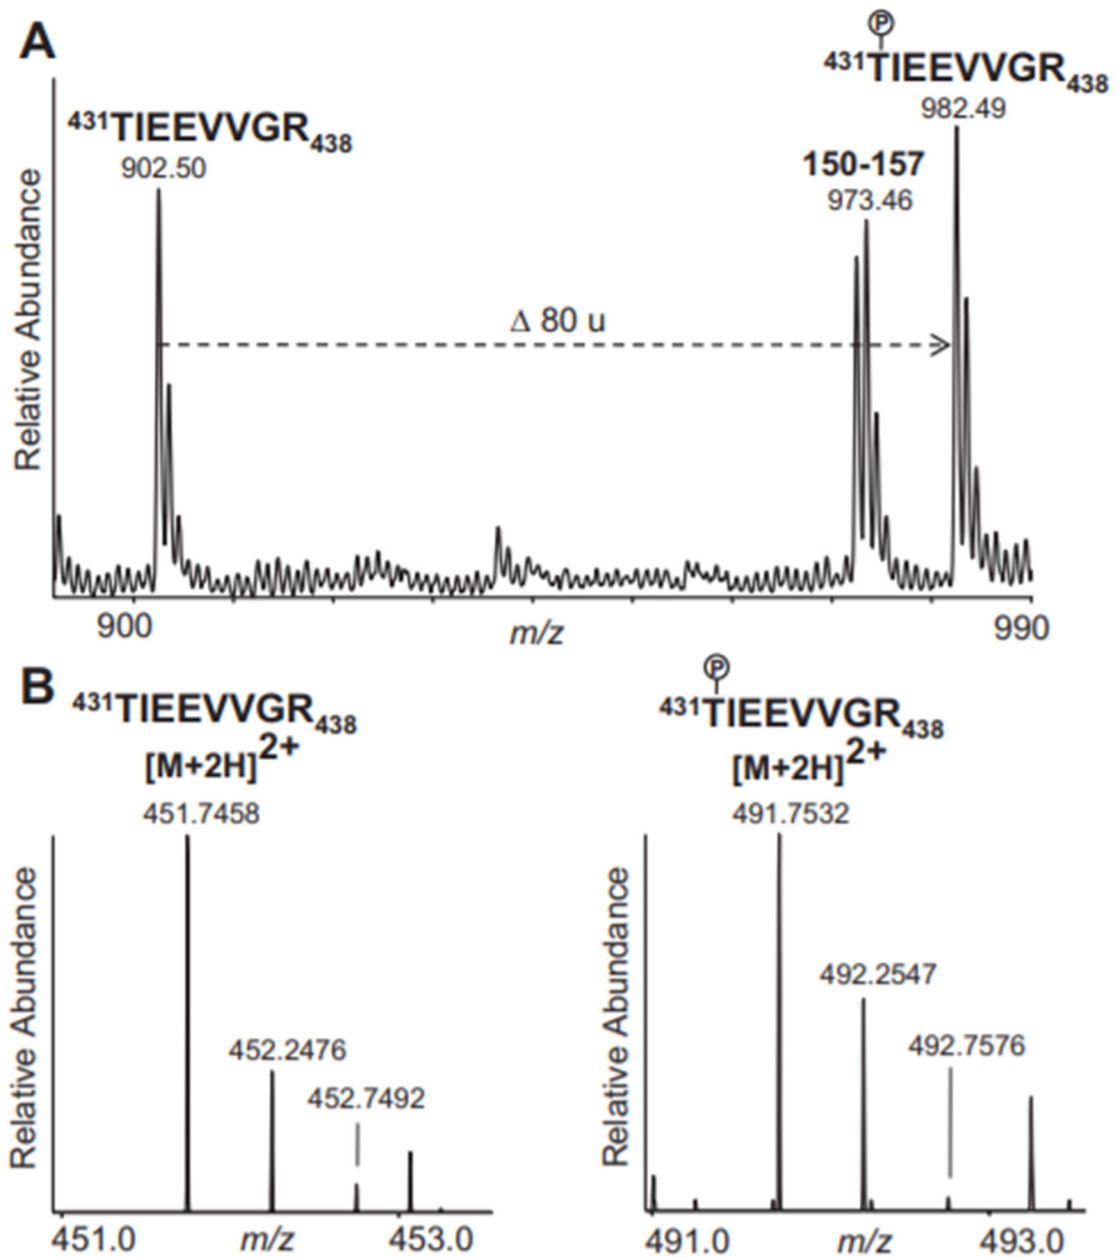 A
Ⓟ
⁴³¹TIEEVVGR₄₃₈
982.49
⁴³¹TIEEVVGR₄₃₈
902.50
150-157
973.46
Δ 80 u
Relative Abundance
900
m/z
990
B
⁴³¹TIEEVVGR₄₃₈
[M+2H]²⁺
451.7458
452.2476
452.7492
Relative Abundance
451.0
m/z
453.0
Ⓟ
⁴³¹TIEEVVGR₄₃₈
[M+2H]²⁺
491.7532
492.2547
492.7576
Relative Abundance
491.0
m/z
493.0